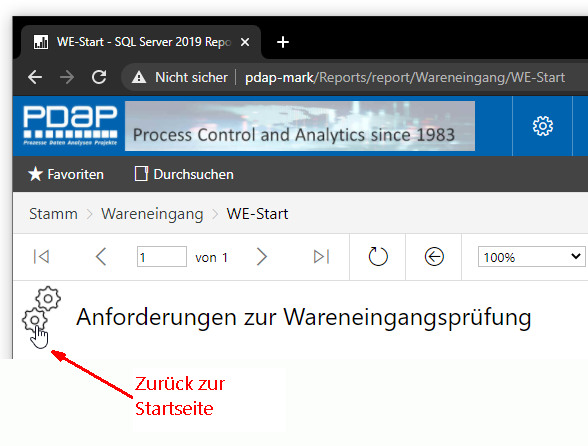 WE-Start - SQL Server 2019 Repo
Nicht sicher | pdap-mark/Reports/report/Wareneingang/WE-Start
PDAP
Prozesse Daten Analysen Projekte
Process Control and Analytics since 1983
Favoriten Durchsuchen
Stamm > Wareneingang > WE-Start
1 von 1 100%
Anforderungen zur Wareneingangsprüfung
Zurück zur
Startseite